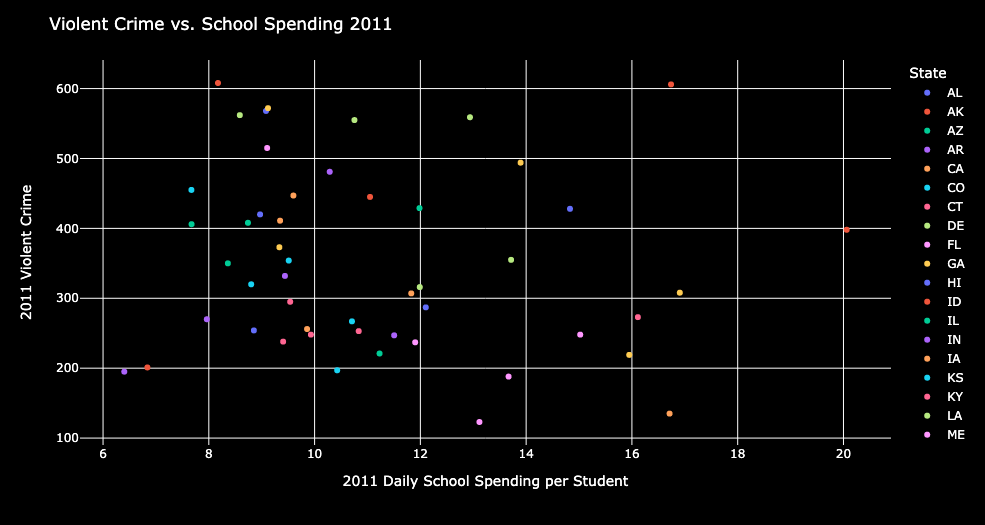 Violent Crime vs. School Spending 2011
600
500
400
300
200
100
2011 Violent Crime
6 8 10 12 14 16 18 20
2011 Daily School Spending per Student
State
AL
AK
AZ
AR
CA
CO
CT
DE
FL
GA
HI
ID
IL
IN
IA
KS
KY
LA
ME